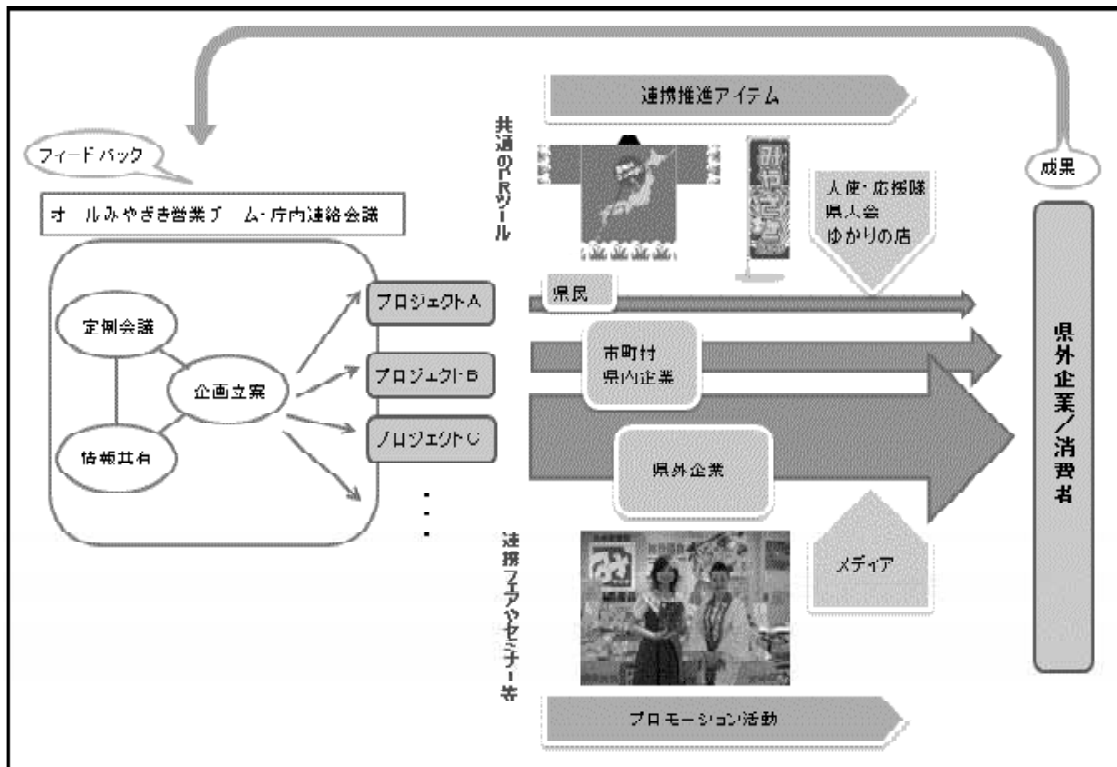 連携推進アイテム
共通のPRツール
フィードバック
成果
大使・応援隊
県人会
ゆかりの店
オールみやざき営業チーム・庁内連絡会議
県民
プロジェクトA
定例会議
市町村
県内企業
プロジェクトB
企画立案
県外企業/消費者
プロジェクトC
情報共有
県外企業
メディア
連携フェアやセミナー等
プロモーション活動